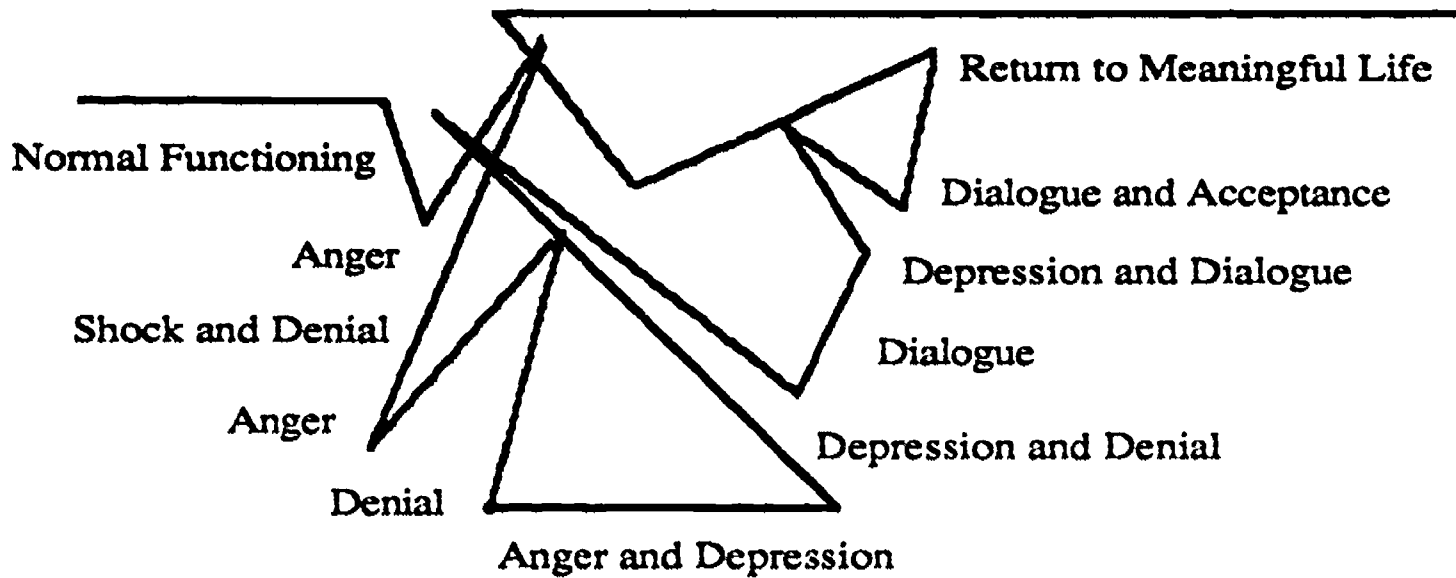 Return to Meaningful Life
Normal Functioning
Dialogue and Acceptance
Anger
Depression and Dialogue
Shock and Denial
Dialogue
Anger
Depression and Denial
Denial
Anger and Depression